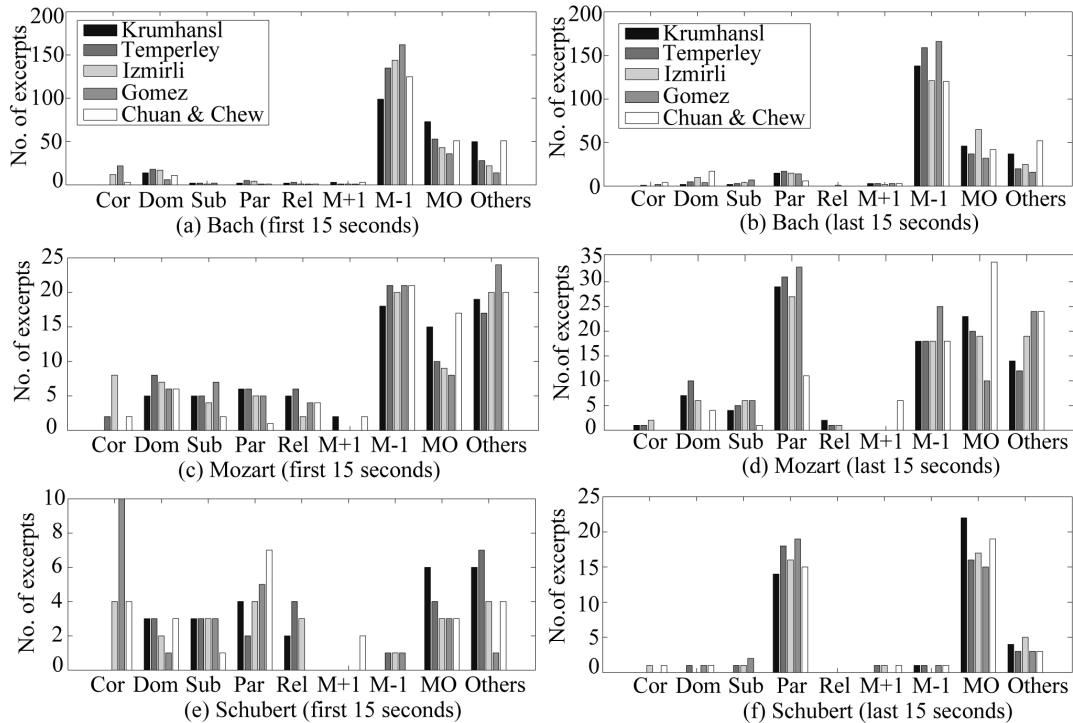 No. of excerpts
200
150
100
50
0
Krumhansl
Temperley
Izmirli
Gomez
Chuan & Chew
Cor Dom Sub Par Rel M+1 M-1 MO Others
(a) Bach (first 15 seconds)
No. of excerpts
200
150
100
50
0
Krumhansl
Temperley
Izmirli
Gomez
Chuan & Chew
Cor Dom Sub Par Rel M+1 M-1 MO Others
(b) Bach (last 15 seconds)
No. of excerpts
25
20
15
10
5
0
Cor Dom Sub Par Rel M+1 M-1 MO Others
(c) Mozart (first 15 seconds)
No.of excerpts
35
30
25
20
15
10
5
0
Cor Dom Sub Par Rel M+1 M-1 MO Others
(d) Mozart (last 15 seconds)
No. of excerpts
10
8
6
4
2
0
Cor Dom Sub Par Rel M+1 M-1 MO Others
(e) Schubert (first 15 seconds)
No.of excerpts
25
20
15
10
5
0
Cor Dom Sub Par Rel M+1 M-1 MO Others
(f) Schubert (last 15 seconds)